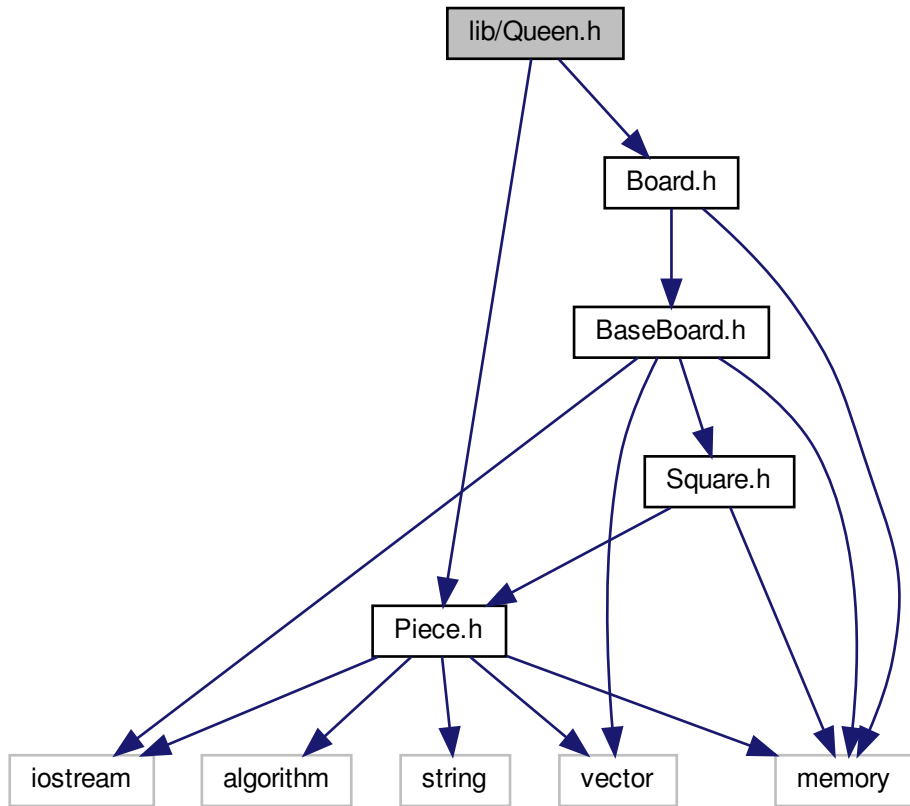 lib/Queen.h
Board.h
BaseBoard.h
Square.h
Piece.h
iostream
algorithm
string
vector
memory